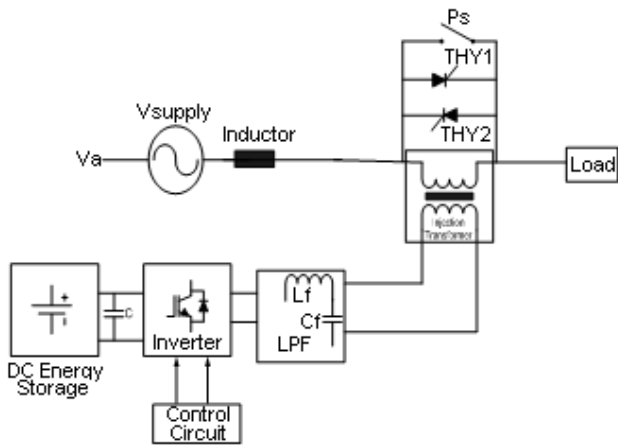 Ps
THY1
THY2
Vsupply
Inductor
Va
Load
Injection
Transformer
+
C
Lf
Cf
Inverter
LPF
DC Energy
Storage
Control
Circuit